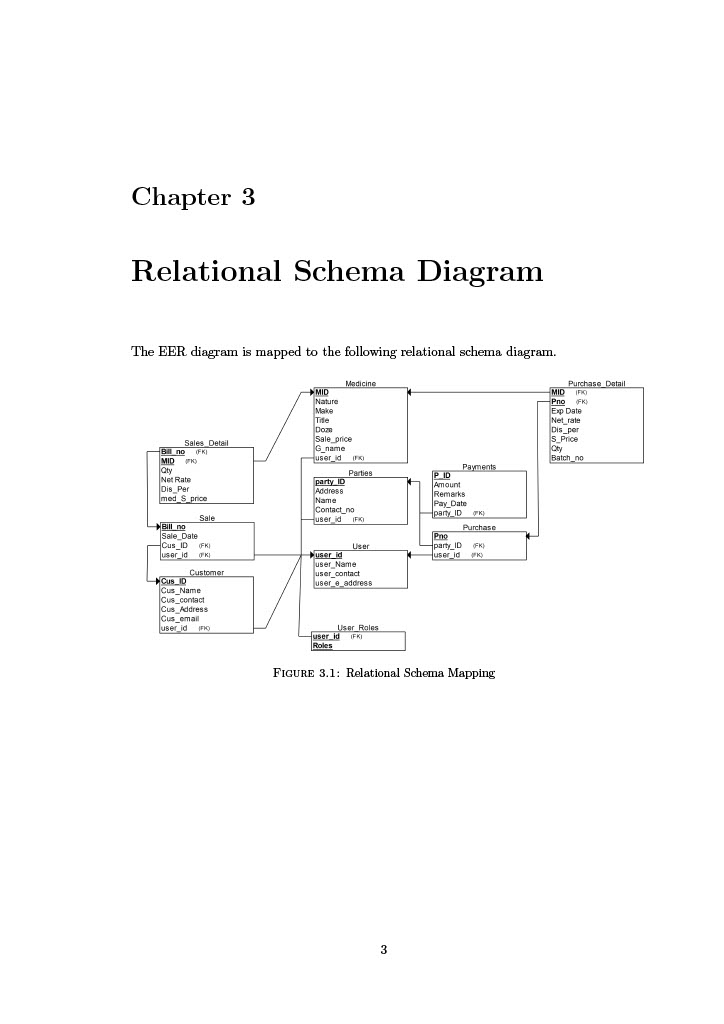 Chapter 3
Relational Schema Diagram
The EER diagram is mapped to the following relational schema diagram.
Medicine
MID
Nature
Make
Title
Doze
Sale_price
G_name
user_id (FK)
Purchase_Detail
MID (FK)
Pno (FK)
Exp Date
Net_rate
Dis_per
S_Price
Qty
Batch_no
Sales_Detail
Bill_no (FK)
MID (FK)
Qty
Net Rate
Dis_Per
med_S_price
Parties
party_ID
Address
Name
Contact_no
user_id (FK)
Payments
P_ID
Amount
Remarks
Pay_Date
party_ID (FK)
Sale
Bill_no
Sale_Date
Cus_ID (FK)
user_id (FK)
Purchase
Pno
party_ID (FK)
user_id (FK)
User
user_id
user_Name
user_contact
user_e_address
Customer
Cus_ID
Cus_Name
Cus_contact
Cus_Address
Cus_email
user_id (FK)
User_Roles
user_id (FK)
Roles
Figure 3.1: Relational Schema Mapping
3